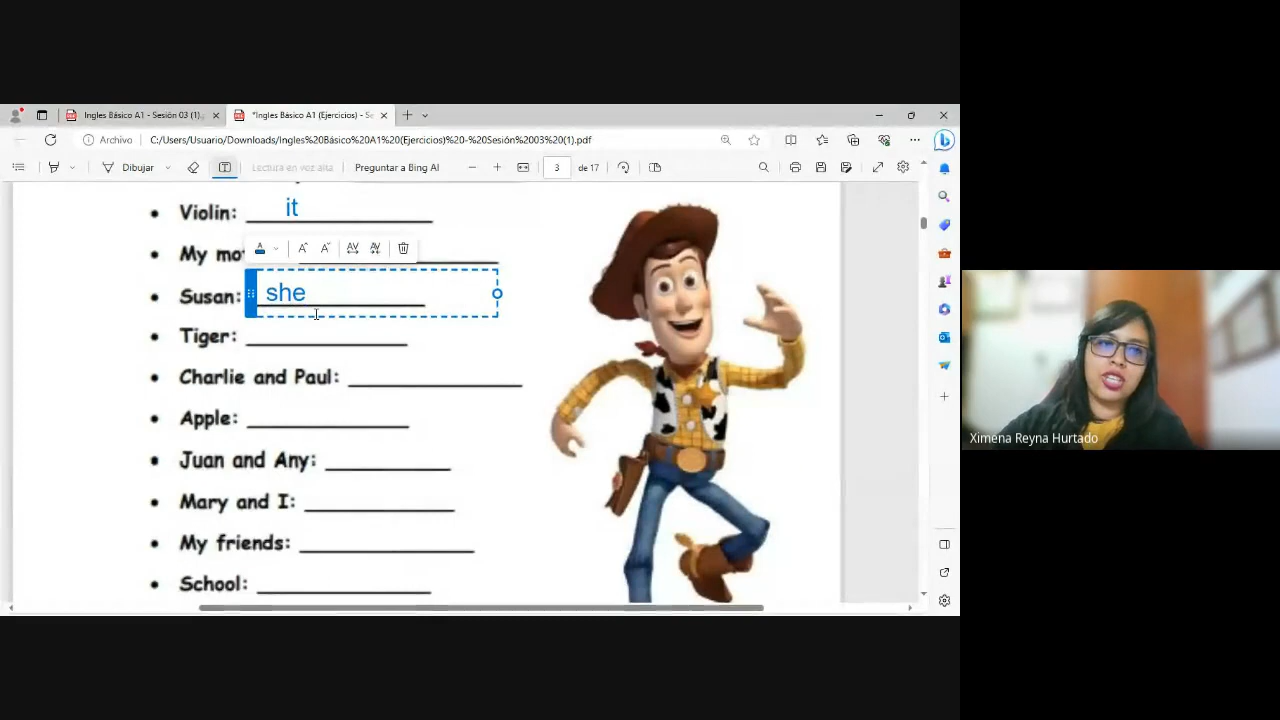 Ingles Básico A1 - Sesión 03 (1).
*Ingles Básico A1 (Ejercicios) - Se
Archivo
C:/Users/Usuario/Downloads/Ingles%20Básico%20A1%20(Ejercicios)%20-%20Sesión%2003%20(1).pdf
Dibujar
Lectura en voz alta
Preguntar a Bing AI
3
de 17
Violin: it
My mo
Susan: she
Tiger:
Charlie and Paul:
Apple:
Juan and Any:
Mary and I:
My friends:
School:
Ximena Reyna Hurtado